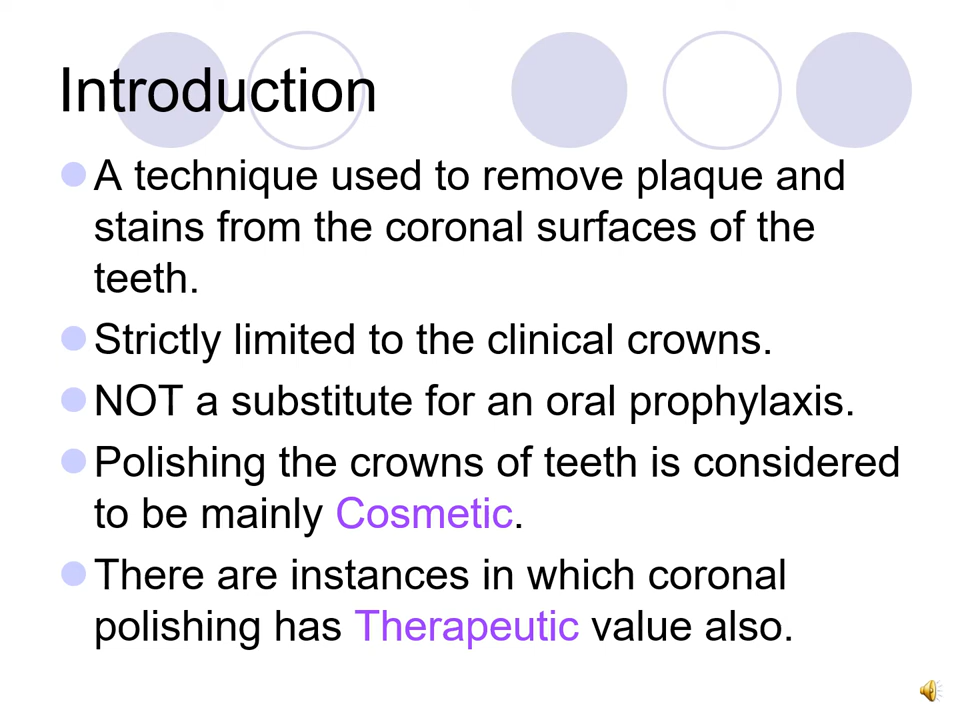 Introduction
A technique used to remove plaque and
stains from the coronal surfaces of the
teeth.
Strictly limited to the clinical crowns.
NOT a substitute for an oral prophylaxis.
Polishing the crowns of teeth is considered
to be mainly Cosmetic.
There are instances in which coronal
polishing has Therapeutic value also.